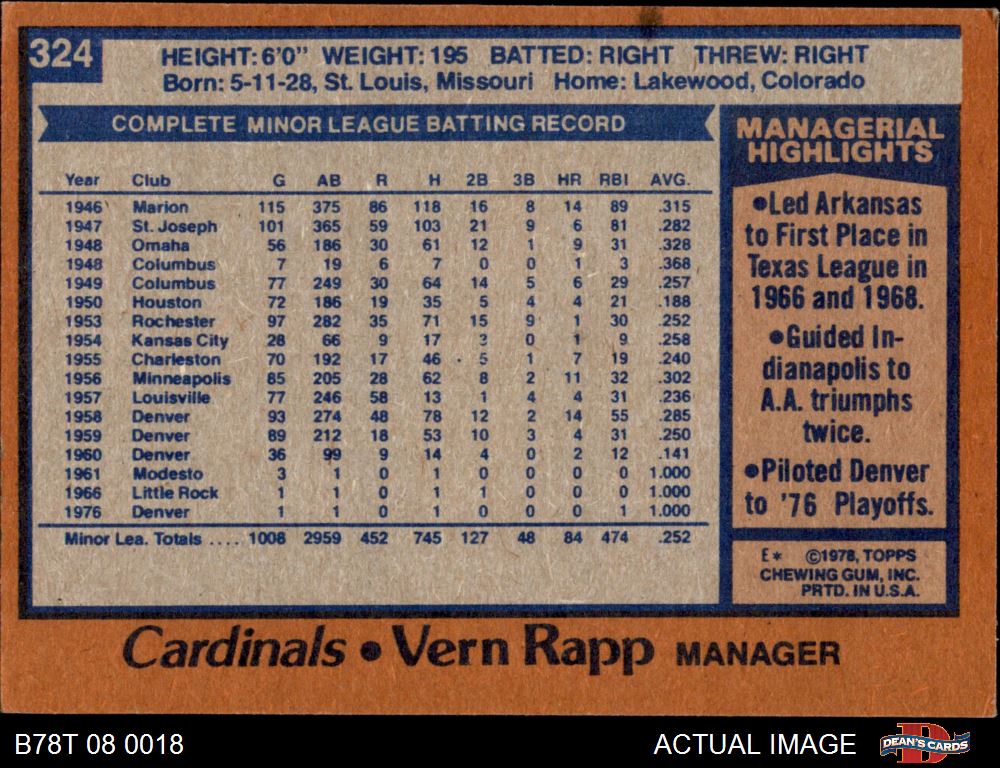 324
HEIGHT: 6'0" WEIGHT: 195 BATTED: RIGHT THREW: RIGHT
Born: 5-11-28, St. Louis, Missouri Home: Lakewood, Colorado
COMPLETE MINOR LEAGUE BATTING RECORD
Year Club G AB R H 2B 3B HR RBI AVG.
1946 Marion 115 375 86 118 16 8 14 89 .315
1947 St. Joseph 101 365 59 103 21 9 6 81 .282
1948 Omaha 56 186 30 61 12 1 9 31 .328
1948 Columbus 7 19 6 7 0 0 1 3 .368
1949 Columbus 77 249 30 64 14 5 6 29 .257
1950 Houston 72 186 19 35 5 4 4 21 .188
1953 Rochester 97 282 35 71 15 9 1 30 .252
1954 Kansas City 28 66 9 17 3 0 1 9 .258
1955 Charleston 70 192 17 46 5 1 7 19 .240
1956 Minneapolis 85 205 28 62 8 2 11 32 .302
1957 Louisville 77 246 58 13 1 4 4 31 .236
1958 Denver 93 274 48 78 12 2 14 55 .285
1959 Denver 89 212 18 53 10 3 4 31 .250
1960 Denver 36 99 9 14 4 0 2 12 .141
1961 Modesto 3 1 0 1 0 0 0 0 1.000
1966 Little Rock 1 1 0 1 1 0 0 0 1.000
1976 Denver 1 1 0 1 0 0 0 1 1.000
Minor Lea. Totals .... 1008 2959 452 745 127 48 84 474 .252
MANAGERIAL
HIGHLIGHTS
●Led Arkansas
to First Place in
Texas League in
1966 and 1968.
●Guided In-
dianapolis to
A.A. triumphs
twice.
●Piloted Denver
to '76 Playoffs.
E* ©1978, TOPPS
CHEWING GUM, INC.
PRTD. IN U.S.A.
Cardinals ● Vern Rapp MANAGER
B78T 08 0018 ACTUAL IMAGE
DEAN'S CARDS